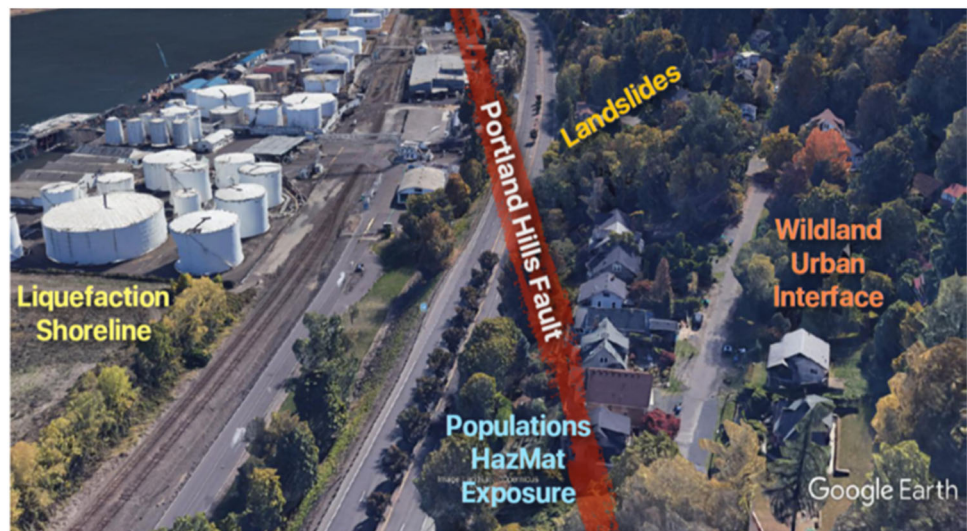 Landslides
Portland Hills Fault
Wildland
Urban
Interface
Liquefaction
Shoreline
Populations
HazMat
Exposure
Google Earth